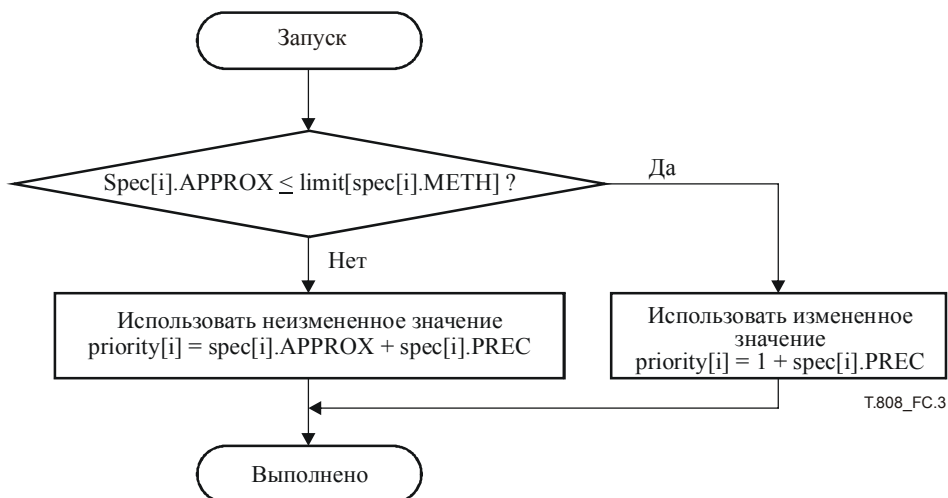 Запуск
Spec[i].APPROX ≤ limit[spec[i].METH] ?
Да
Нет
Использовать неизмененное значение
priority[i] = spec[i].APPROX + spec[i].PREC
Использовать измененное
значение
priority[i] = 1 + spec[i].PREC
T.808_FC.3
Выполнено